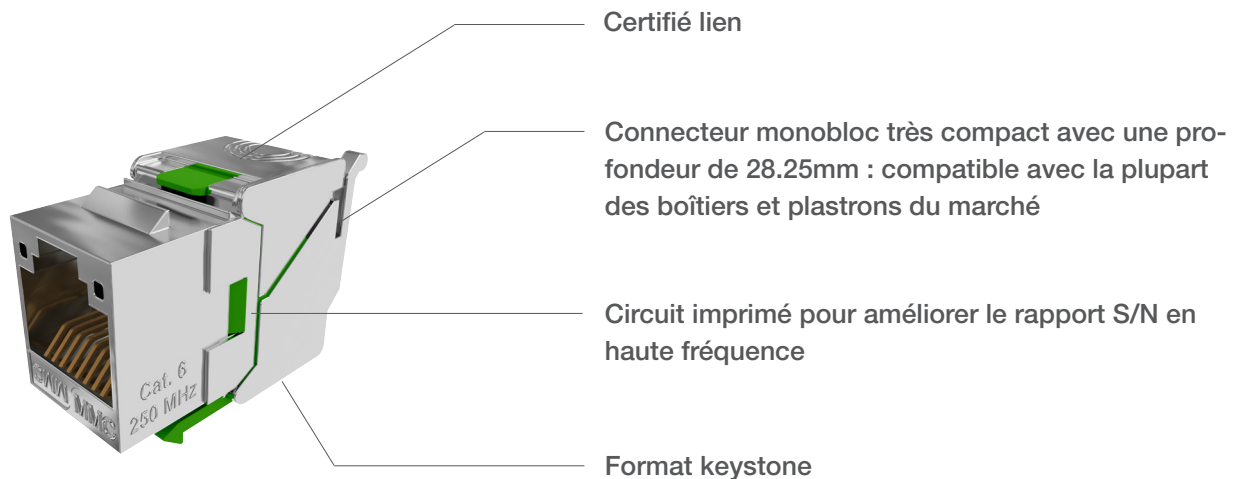 Certifié lien
Connecteur monobloc très compact avec une pro-
fondeur de 28.25mm : compatible avec la plupart
des boîtiers et plastrons du marché
Circuit imprimé pour améliorer le rapport S/N en
haute fréquence
Format keystone
Cat. 6
250 MHz
MMC